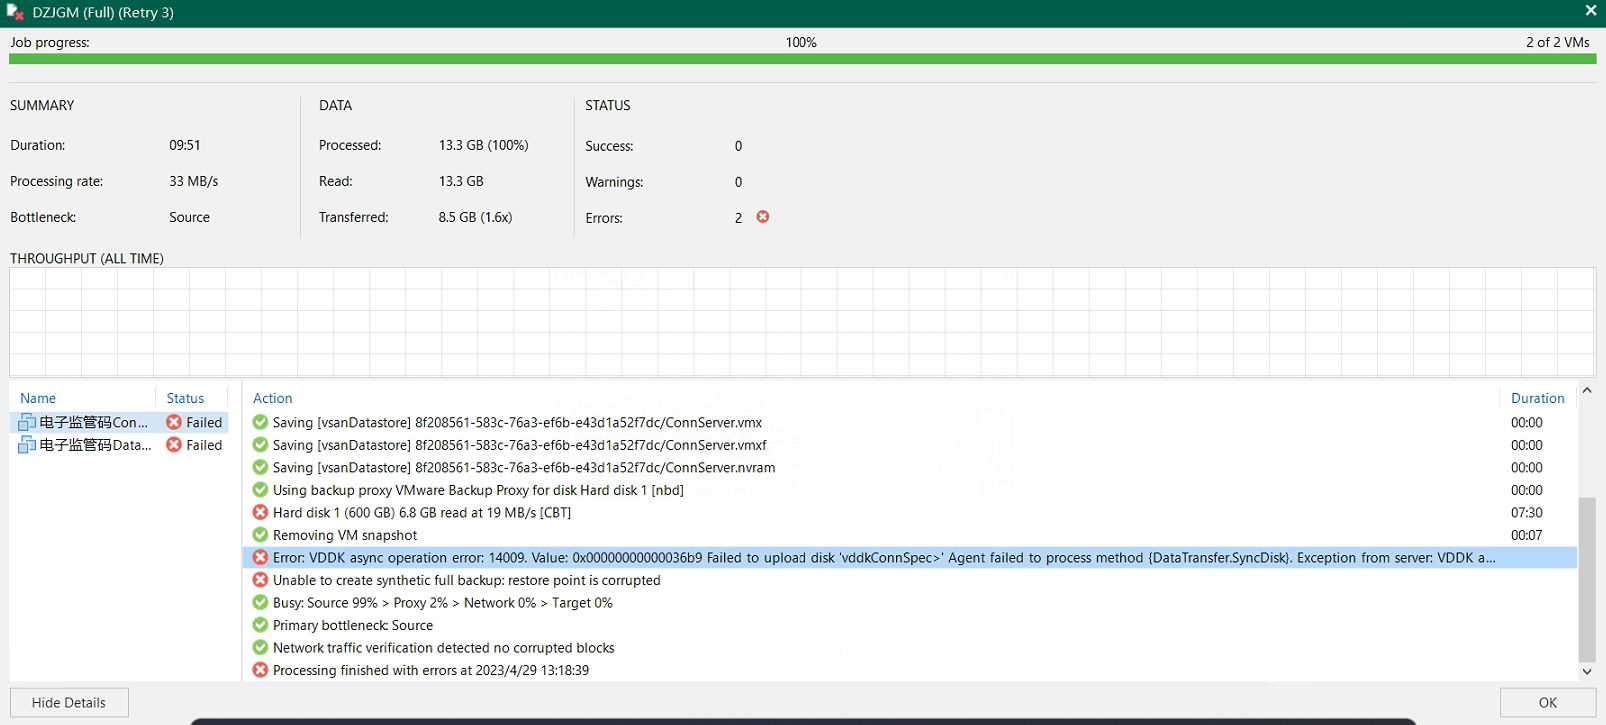 DZJGM (Full) (Retry 3)
Job progress: 100% 2 of 2 VMs
SUMMARY
Duration: 09:51
Processing rate: 33 MB/s
Bottleneck: Source
DATA
Processed: 13.3 GB (100%)
Read: 13.3 GB
Transferred: 8.5 GB (1.6x)
STATUS
Success: 0
Warnings: 0
Errors: 2
THROUGHPUT (ALL TIME)
Name Status
电子监管码Con... Failed
电子监管码Data... Failed
Action Duration
Saving [vsanDatastore] 8f208561-583c-76a3-ef6b-e43d1a52f7dc/ConnServer.vmx 00:00
Saving [vsanDatastore] 8f208561-583c-76a3-ef6b-e43d1a52f7dc/ConnServer.vmxf 00:00
Saving [vsanDatastore] 8f208561-583c-76a3-ef6b-e43d1a52f7dc/ConnServer.nvram 00:00
Using backup proxy VMware Backup Proxy for disk Hard disk 1 [nbd] 00:00
Hard disk 1 (600 GB) 6.8 GB read at 19 MB/s [CBT] 07:30
Removing VM snapshot 00:07
Error: VDDK async operation error: 14009. Value: 0x00000000000036b9 Failed to upload disk 'vddkConnSpec>' Agent failed to process method {DataTransfer.SyncDisk}. Exception from server: VDDK a...
Unable to create synthetic full backup: restore point is corrupted
Busy: Source 99% > Proxy 2% > Network 0% > Target 0%
Primary bottleneck: Source
Network traffic verification detected no corrupted blocks
Processing finished with errors at 2023/4/29 13:18:39
Hide Details OK